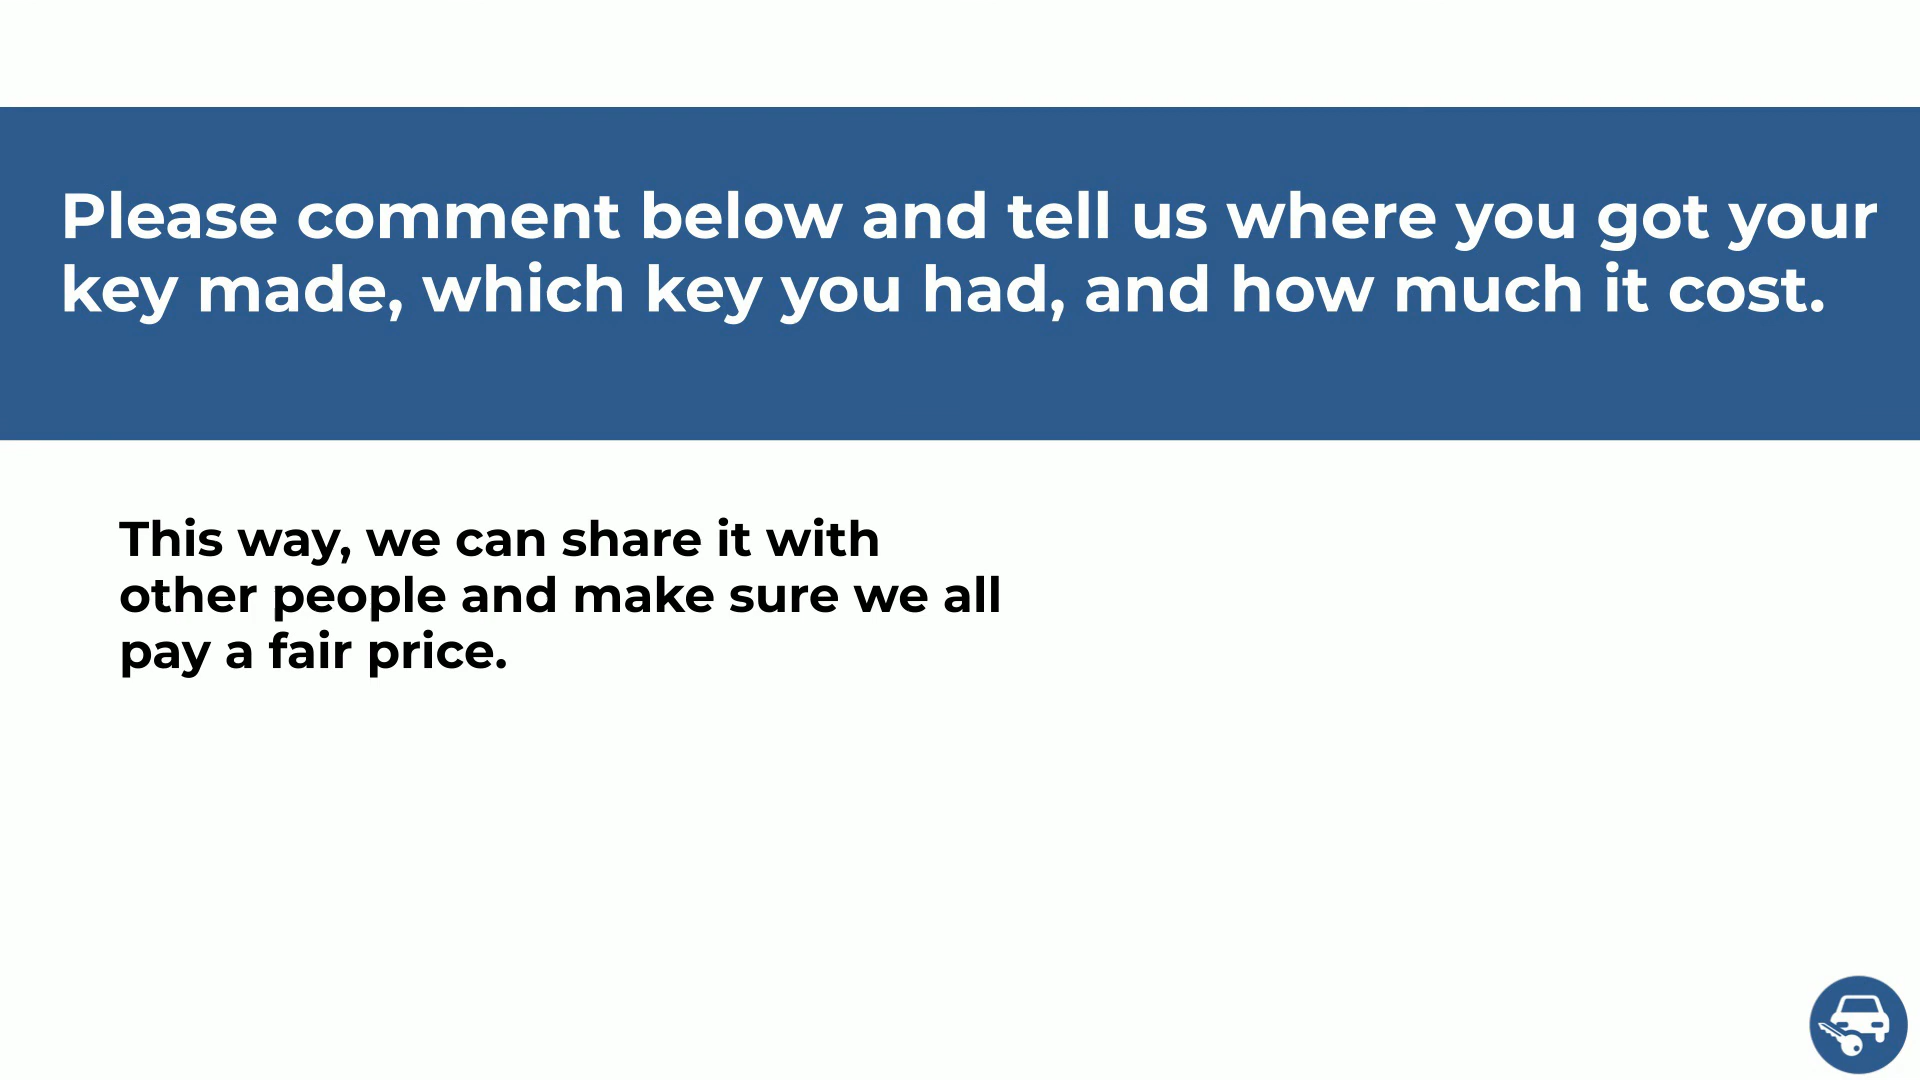 Please comment below and tell us where you got your
key made, which key you had, and how much it cost.
This way, we can share it with
other people and make sure we all
pay a fair price.